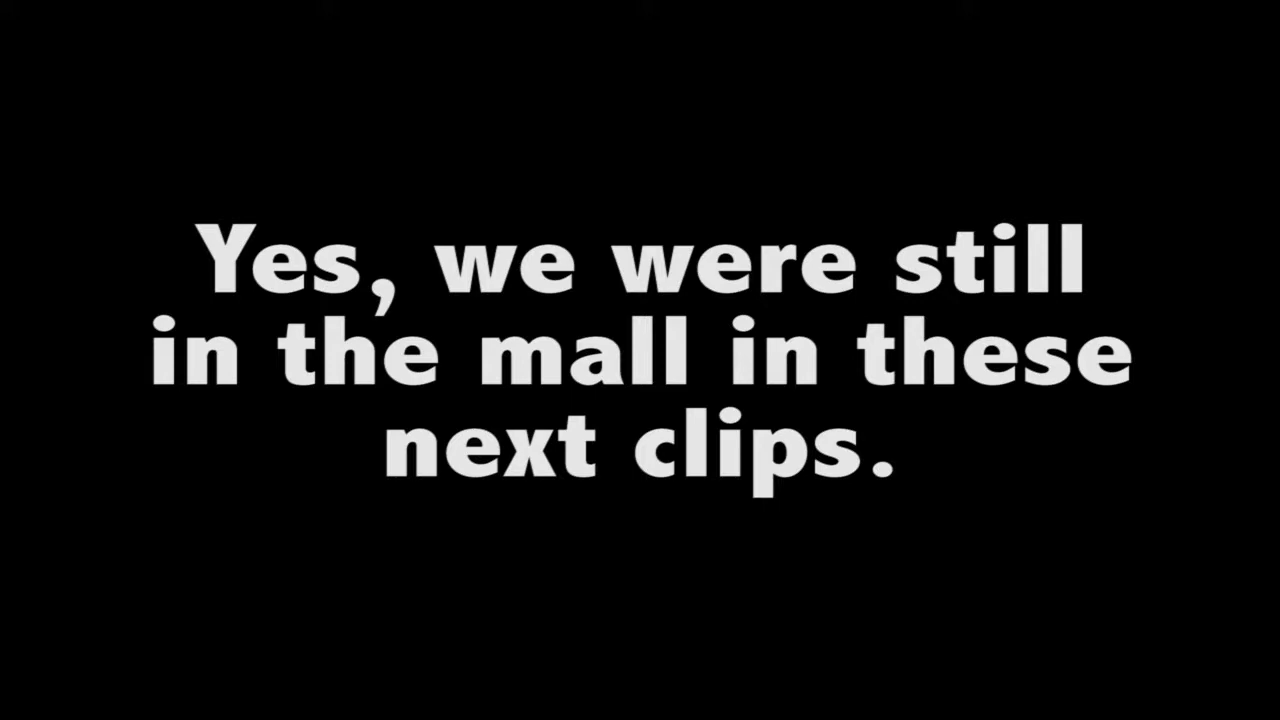 Yes, we were still
in the mall in these
next clips.